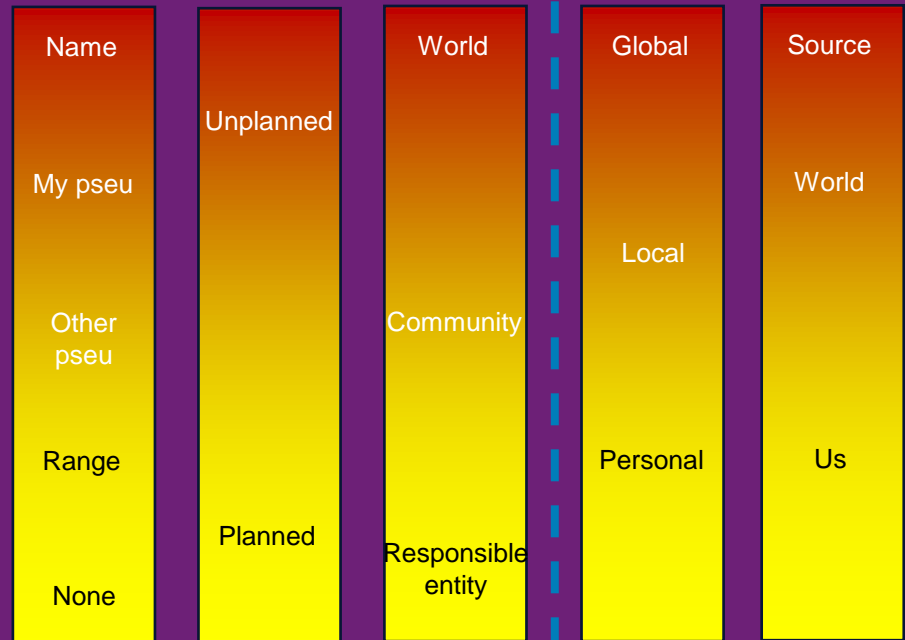 Name
My pseu
Other
pseu
Range
None
Unplanned
Planned
World
Community
Responsible
entity
Global
Local
Personal
Source
World
Us